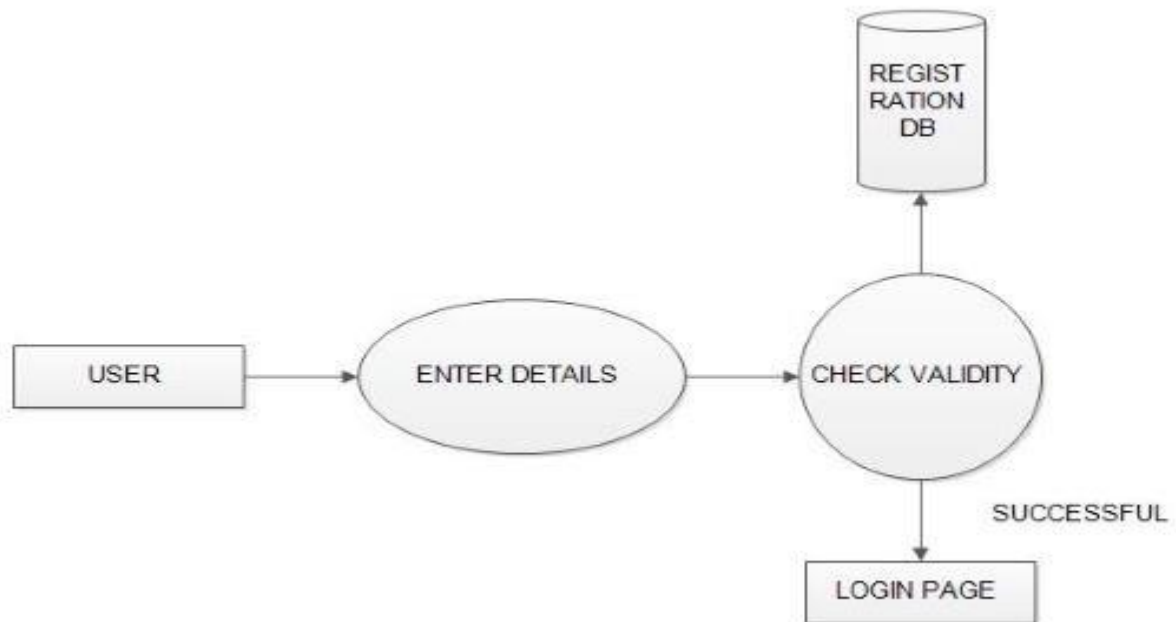 REGIST
RATION
DB
USER
ENTER DETAILS
CHECK VALIDITY
SUCCESSFUL
LOGIN PAGE